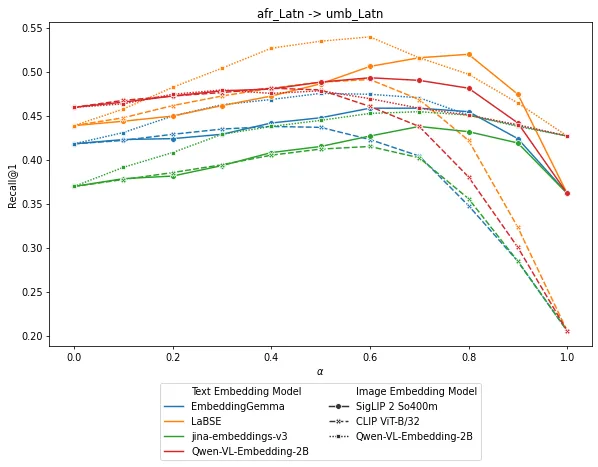 afr_Latn -> umb_Latn
Recall@1
0.55
0.50
0.45
0.40
0.35
0.30
0.25
0.20
0.0 0.2 0.4 0.6 0.8 1.0
α
Text Embedding Model Image Embedding Model
EmbeddingGemma SigLIP 2 So400m
LaBSE CLIP ViT-B/32
jina-embeddings-v3 Qwen-VL-Embedding-2B
Qwen-VL-Embedding-2B